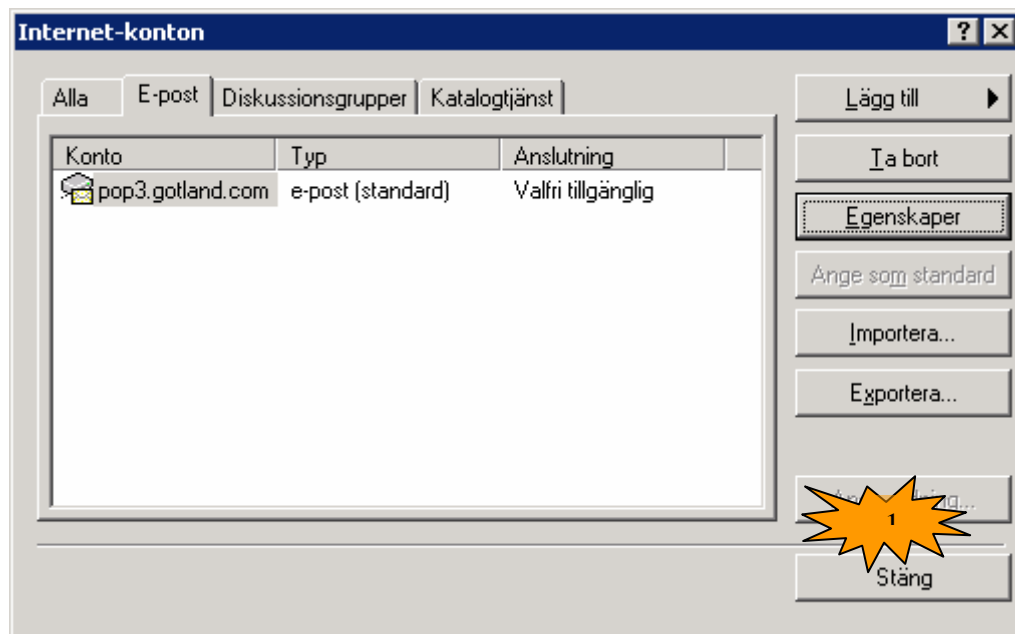 Internet-konton
Alla E-post Diskussionsgrupper Katalogtjänst
Konto Typ Anslutning
pop3.gotland.com e-post (standard) Valfri tillgänglig
Lägg till
Ta bort
Egenskaper
Ange som standard
Importera...
Exportera...
1
Stäng